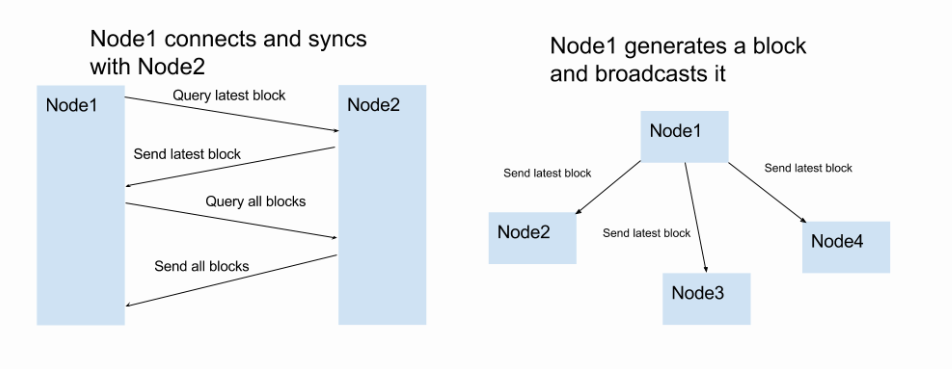 Node1 connects and syncs
with Node2
Node1
Node2
Query latest block
Send latest block
Query all blocks
Send all blocks
Node1 generates a block
and broadcasts it
Node1
Send latest block
Send latest block
Send latest block
Node2
Node4
Node3